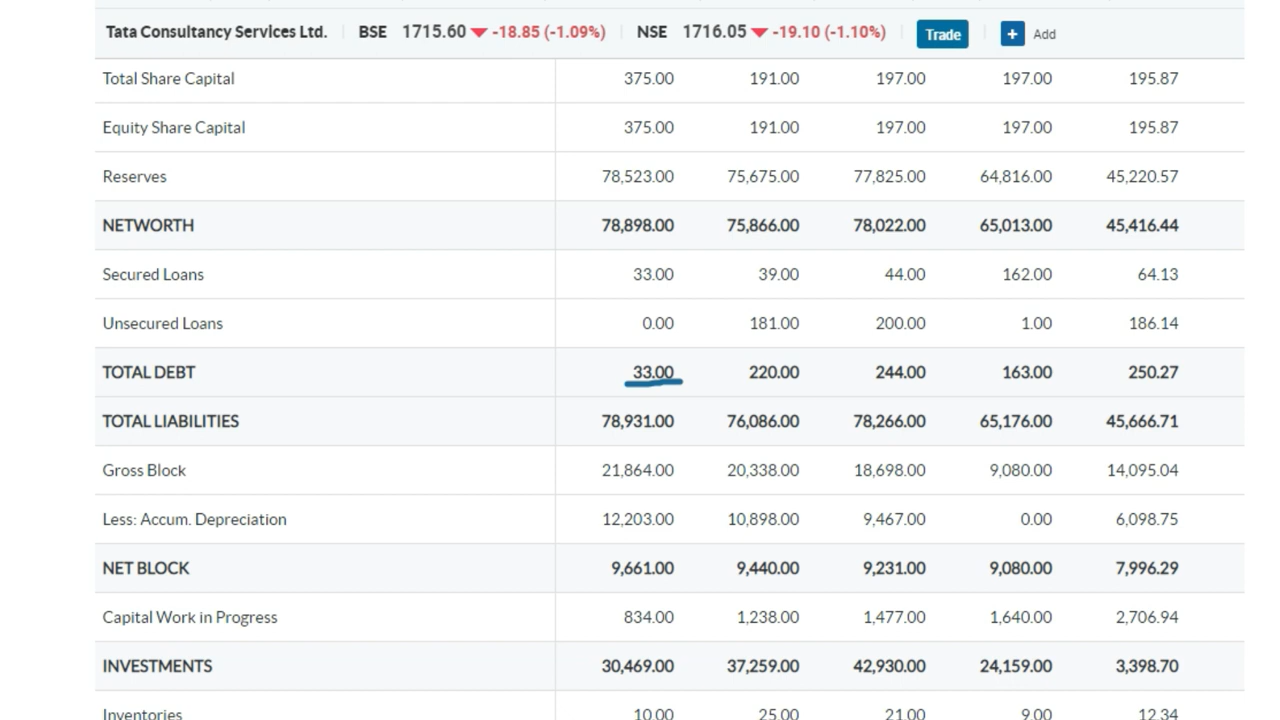 Tata Consultancy Services Ltd. BSE 1715.60 -18.85 (-1.09%) NSE 1716.05 -19.10 (-1.10%) Trade + Add
Total Share Capital 375.00 191.00 197.00 197.00 195.87
Equity Share Capital 375.00 191.00 197.00 197.00 195.87
Reserves 78,523.00 75,675.00 77,825.00 64,816.00 45,220.57
NETWORTH 78,898.00 75,866.00 78,022.00 65,013.00 45,416.44
Secured Loans 33.00 39.00 44.00 162.00 64.13
Unsecured Loans 0.00 181.00 200.00 1.00 186.14
TOTAL DEBT 33.00 220.00 244.00 163.00 250.27
TOTAL LIABILITIES 78,931.00 76,086.00 78,266.00 65,176.00 45,666.71
Gross Block 21,864.00 20,338.00 18,698.00 9,080.00 14,095.04
Less: Accum. Depreciation 12,203.00 10,898.00 9,467.00 0.00 6,098.75
NET BLOCK 9,661.00 9,440.00 9,231.00 9,080.00 7,996.29
Capital Work in Progress 834.00 1,238.00 1,477.00 1,640.00 2,706.94
INVESTMENTS 30,469.00 37,259.00 42,930.00 24,159.00 3,398.70
Inventories 10.00 25.00 21.00 9.00 12.34